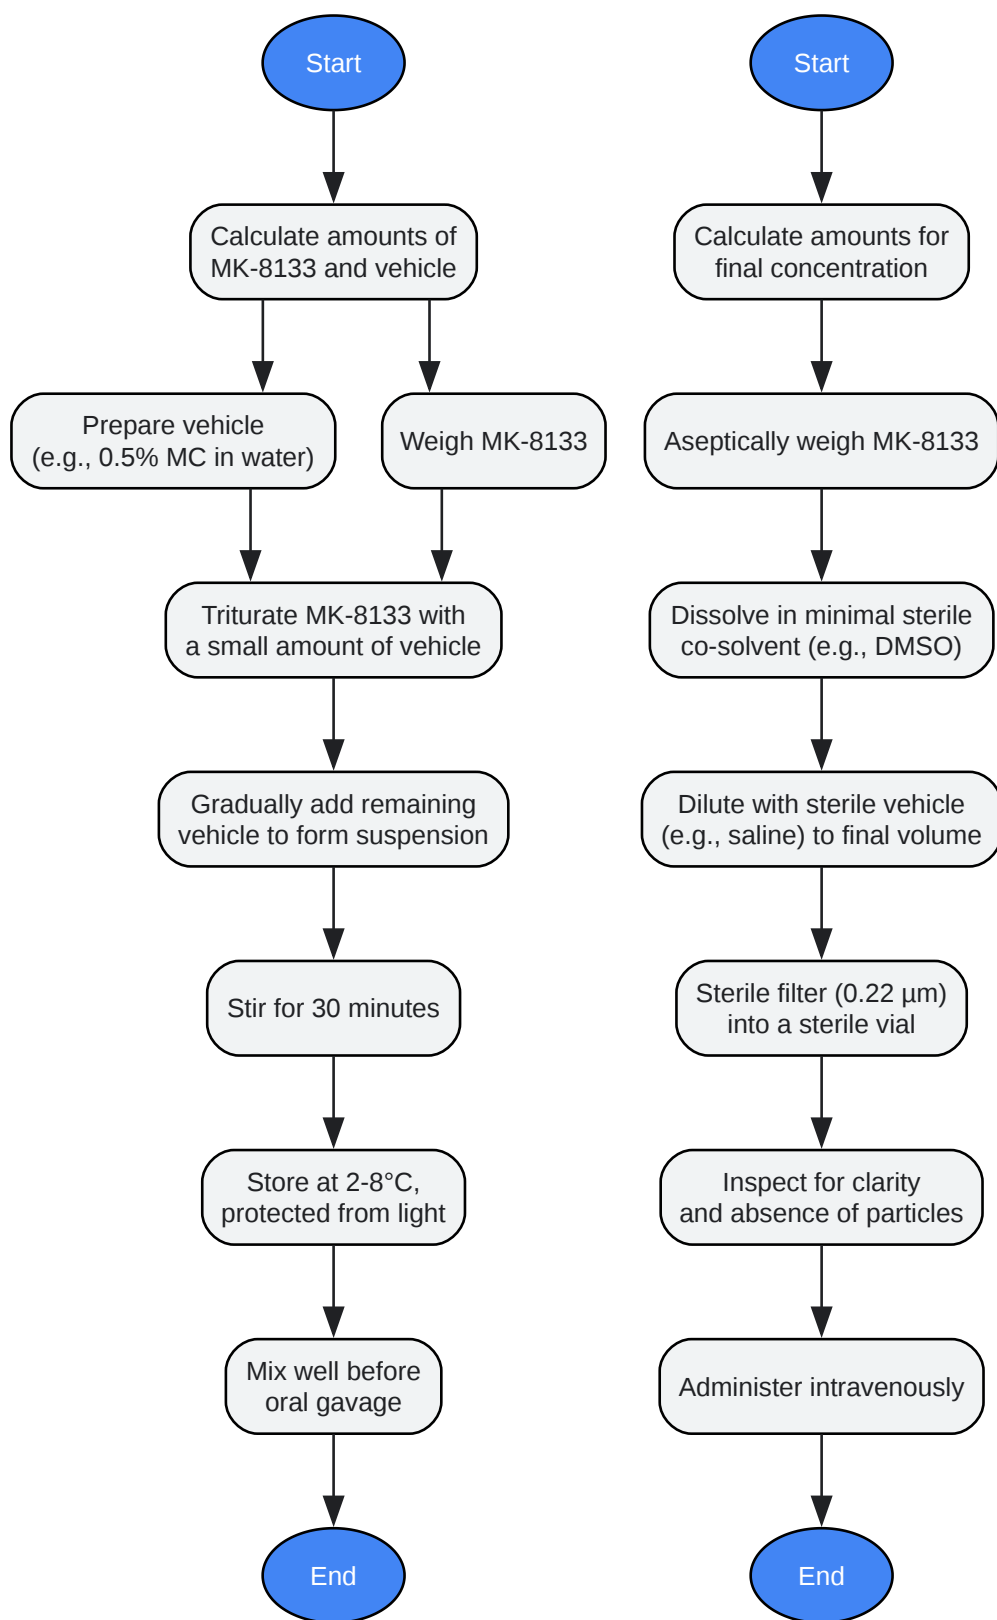 Start
Calculate amounts of
MK-8133 and vehicle
Prepare vehicle
(e.g., 0.5% MC in water)
Weigh MK-8133
Triturate MK-8133 with
a small amount of vehicle
Gradually add remaining
vehicle to form suspension
Stir for 30 minutes
Store at 2-8°C,
protected from light
Mix well before
oral gavage
End
Start
Calculate amounts for
final concentration
Aseptically weigh MK-8133
Dissolve in minimal sterile
co-solvent (e.g., DMSO)
Dilute with sterile vehicle
(e.g., saline) to final volume
Sterile filter (0.22 µm)
into a sterile vial
Inspect for clarity
and absence of particles
Administer intravenously
End